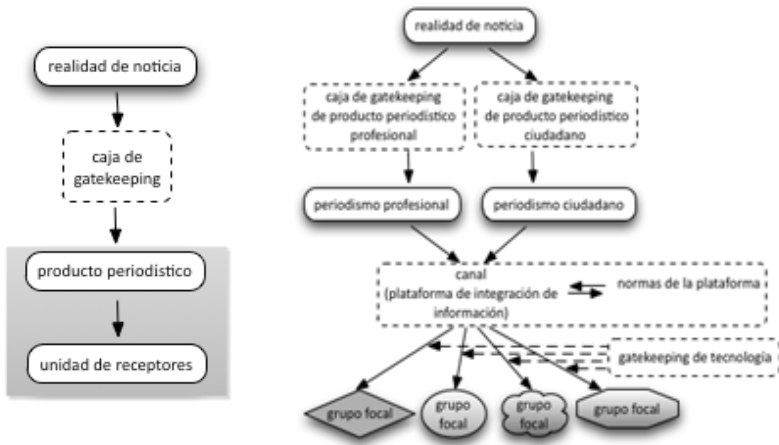 realidad de noticia
caja de
gatekeeping
producto periodístico
unidad de receptores
realidad de noticia
caja de gatekeeping
de producto periodístico
profesional
caja de gatekeeping
de producto periodístico
ciudadano
periodismo profesional
periodismo ciudadano
canal
(plataforma de integración de
información)
normas de la plataforma
gatekeeping de tecnología
grupo focal
grupo
focal
grupo
focal
grupo focal